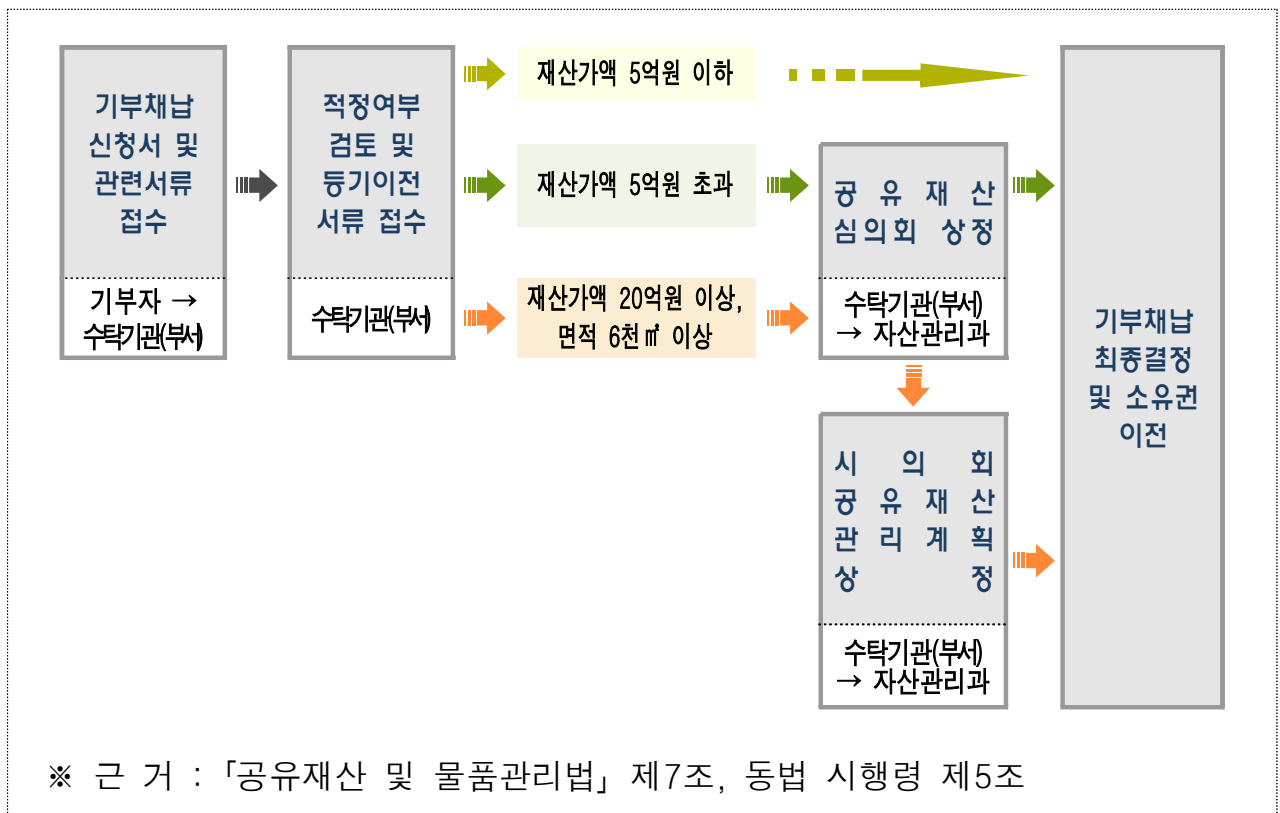 기부채납
신청서 및
관련서류
접수
기부자 →
수탁기관(부서)
적정여부
검토 및
등기이전
서류 접수
수탁기관(부서)
재산가액 5억원 이하
재산가액 5억원 초과
재산가액 20억원 이상,
면적 6천㎡ 이상
공 유 재 산
심의회 상정
수탁기관(부서)
→ 자산관리과
시 의 회
공 유 재 산
관 리 계 획
상 정
수탁기관(부서)
→ 자산관리과
기부채납
최종결정
및 소유권
이전
※ 근 거 : 「공유재산 및 물품관리법」 제7조, 동법 시행령 제5조